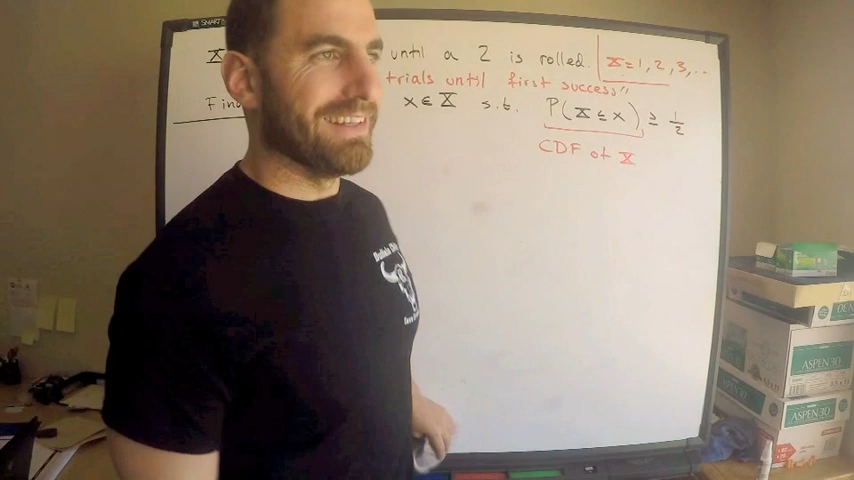 SMART
X until a 2 is rolled. X=1, 2, 3, ..
trials until first success"
Find x ∈ X s.t. P(X ≤ x) ≥ 1/2
CDF of X
ASPEN 30
ASPEN 30